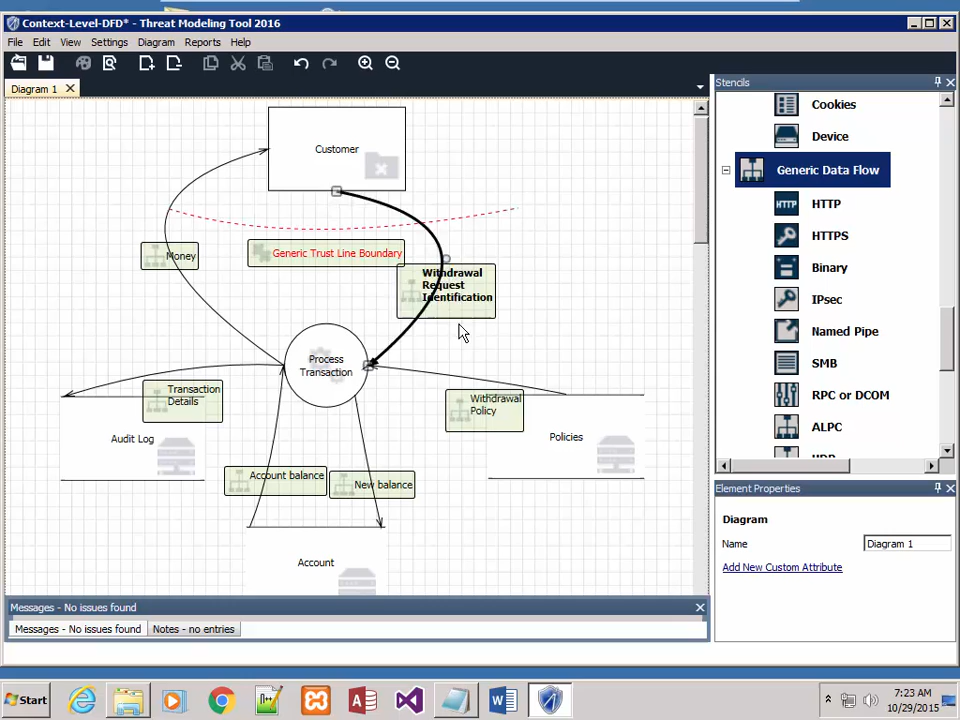 Context-Level-DFD* - Threat Modeling Tool 2016
File Edit View Settings Diagram Reports Help
Diagram 1
Customer
Money
Generic Trust Line Boundary
Withdrawal
Request
Identification
Process
Transaction
Transaction
Details
Withdrawal
Policy
Audit Log
Policies
Account balance
New balance
Account
Stencils
Cookies
Device
Generic Data Flow
HTTP
HTTP
HTTPS
Binary
IPsec
Named Pipe
SMB
RPC or DCOM
ALPC
UDP
Element Properties
Diagram
Name
Diagram 1
Add New Custom Attribute
Messages - No issues found
Messages - No issues found
Notes - no entries
Start
7:23 AM
10/29/2015